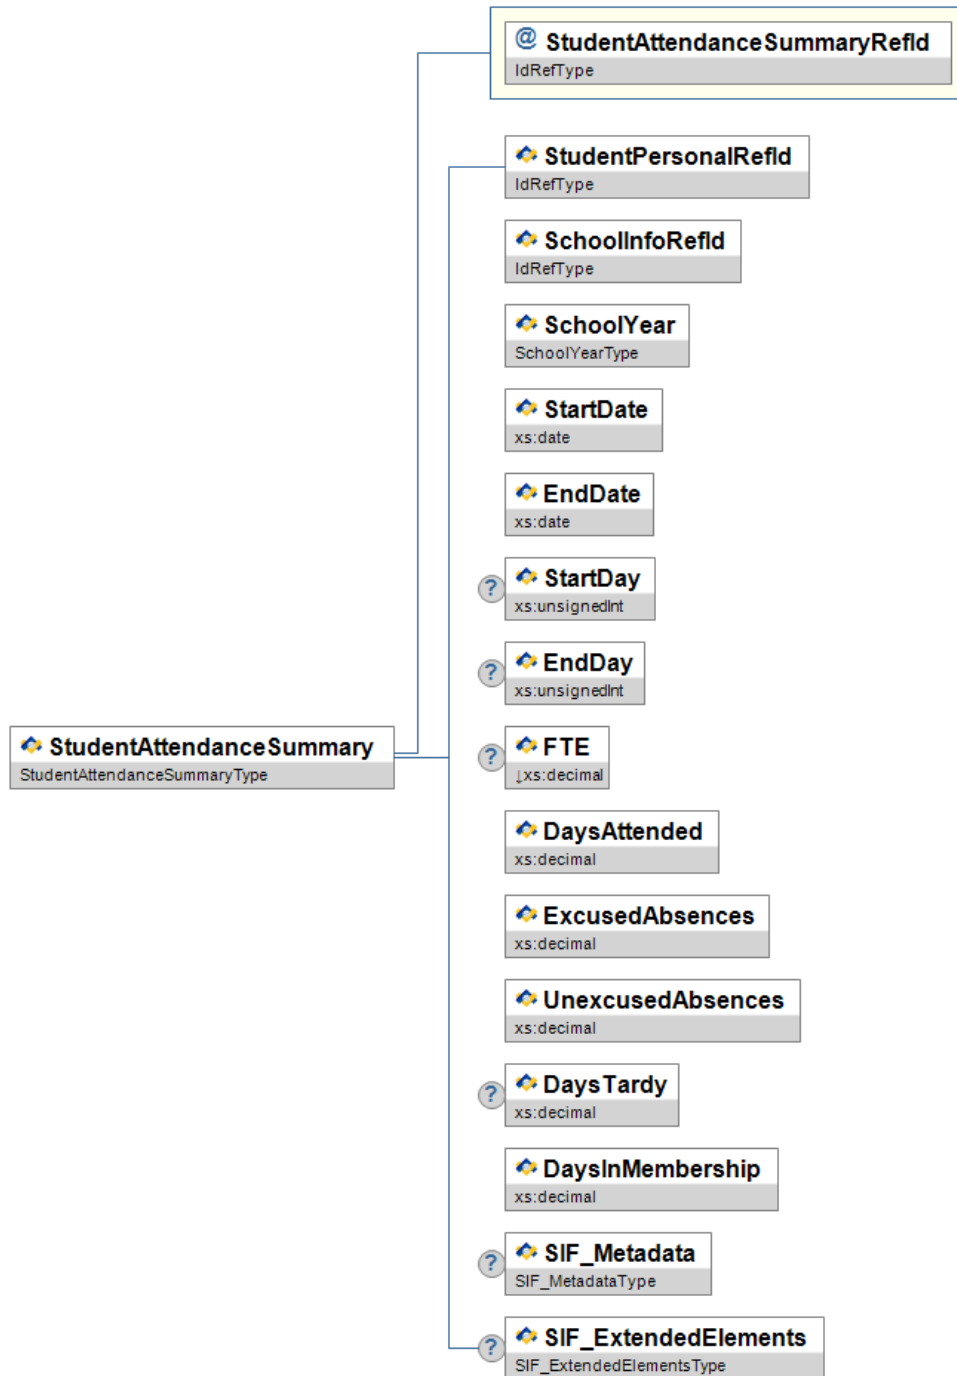 @ StudentAttendanceSummaryRefId
IdRefType
StudentPersonalRefId
IdRefType
SchoolInfoRefId
IdRefType
SchoolYear
SchoolYearType
StartDate
xs:date
EndDate
xs:date
? StartDay
xs:unsignedInt
? EndDay
xs:unsignedInt
StudentAttendanceSummary
StudentAttendanceSummaryType
? FTE
↓xs:decimal
DaysAttended
xs:decimal
ExcusedAbsences
xs:decimal
UnexcusedAbsences
xs:decimal
? DaysTardy
xs:decimal
DaysInMembership
xs:decimal
? SIF_Metadata
SIF_MetadataType
? SIF_ExtendedElements
SIF_ExtendedElementsType